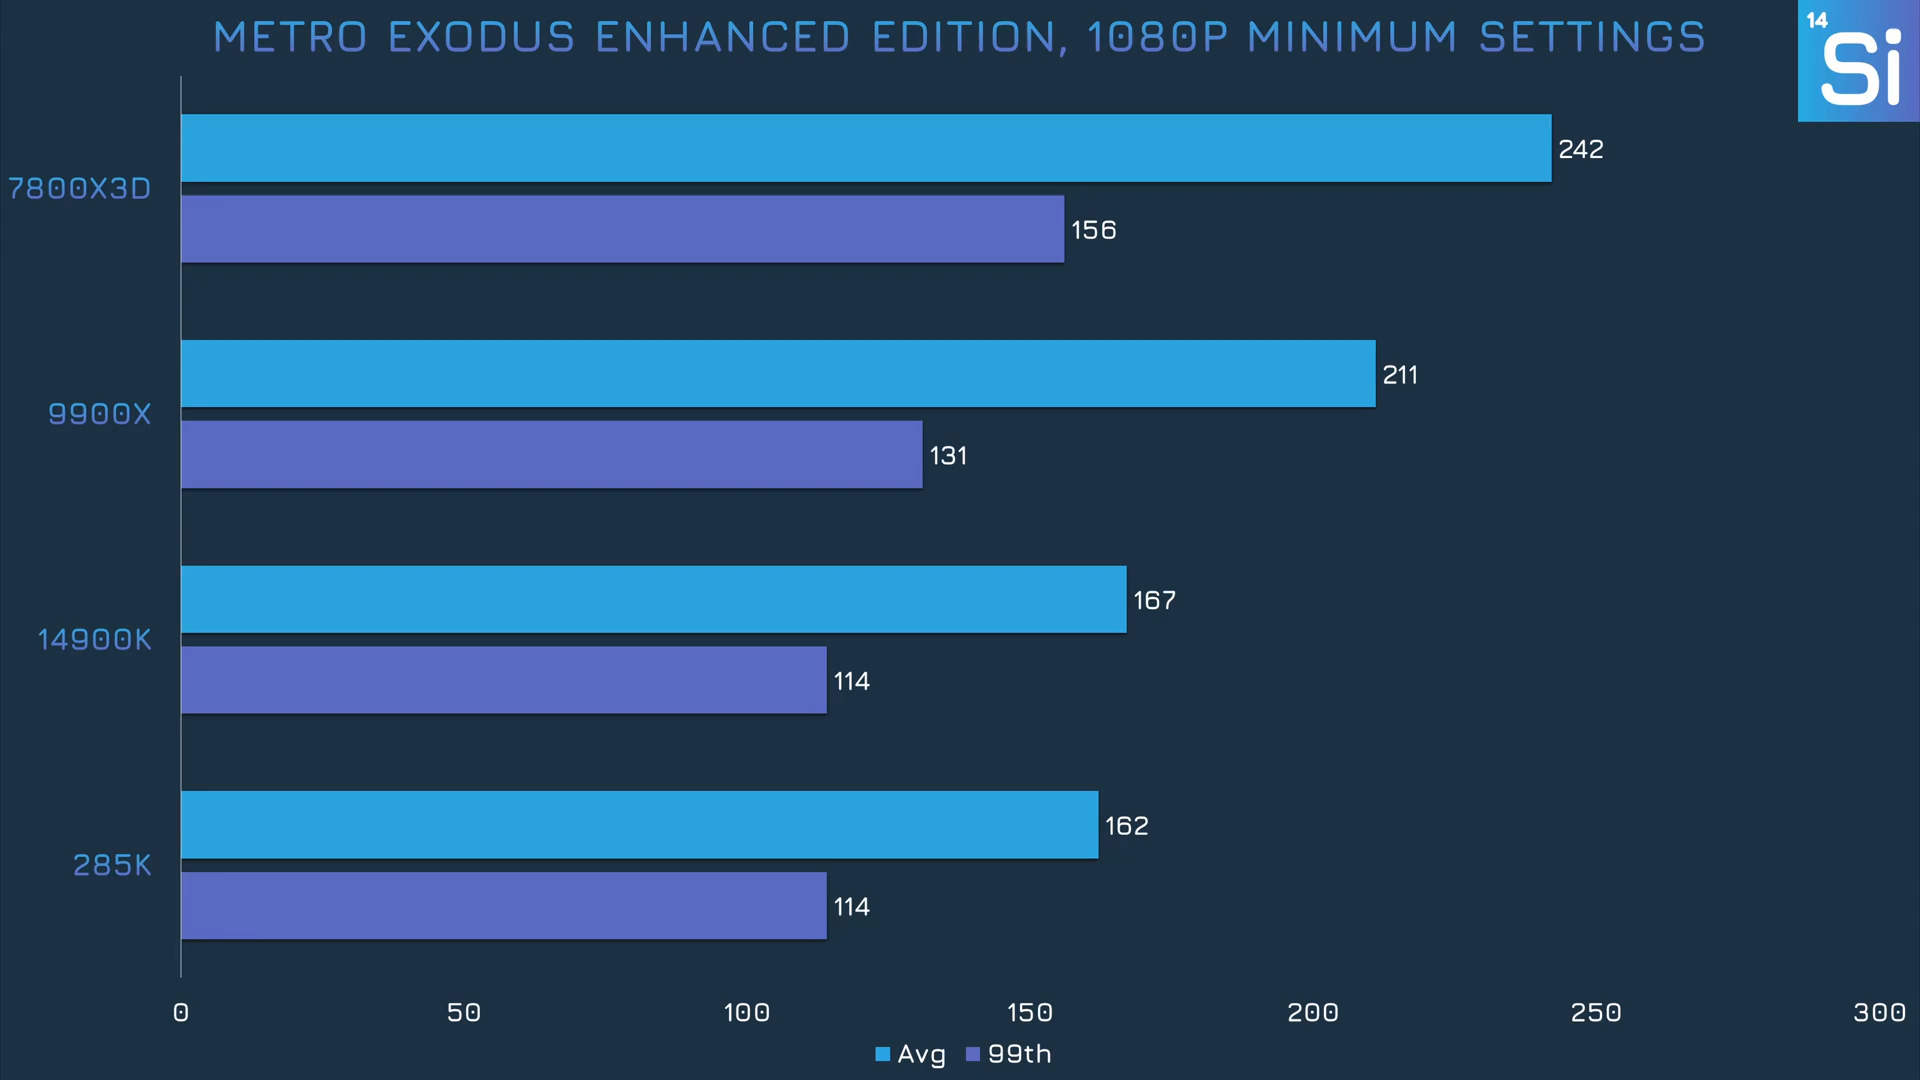 METRO EXODUS ENHANCED EDITION, 1080P MINIMUM SETTINGS
14
Si
7800X3D
242
156
9900X
211
131
14900K
167
114
285K
162
114
0 50 100 150 200 250 300
Avg 99th